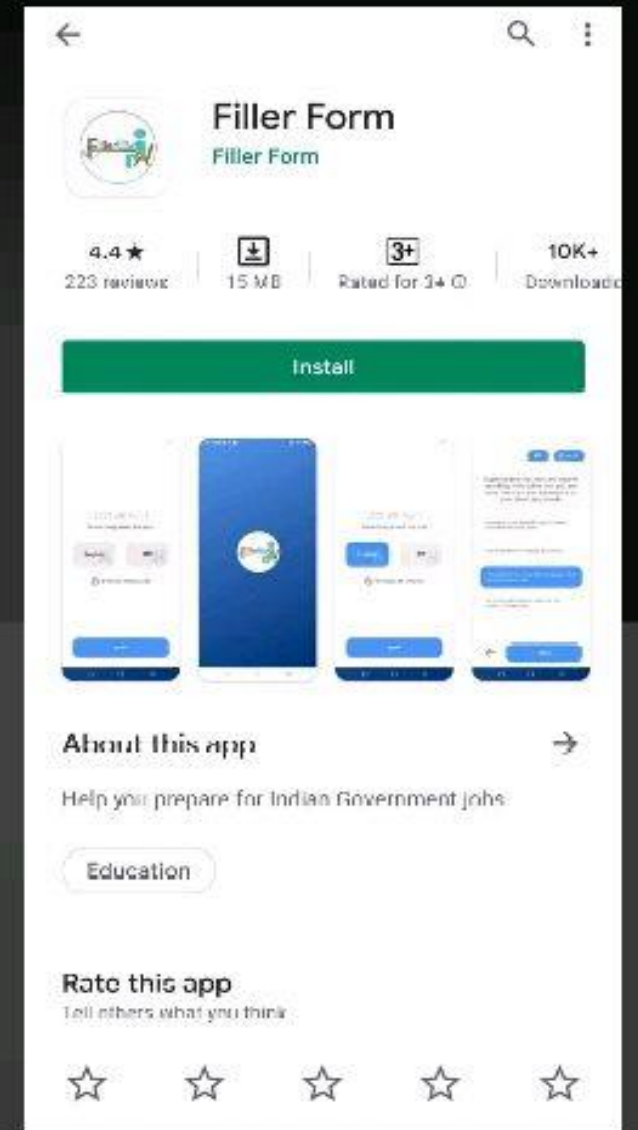 Filler Form
Filler Form
4.4★
223 reviews
15 MB
3+
Rated for 3+
10K+
Downloads
Install
About this app
Help you prepare for Indian Government jobs
Education
Rate this app
Tell others what you think